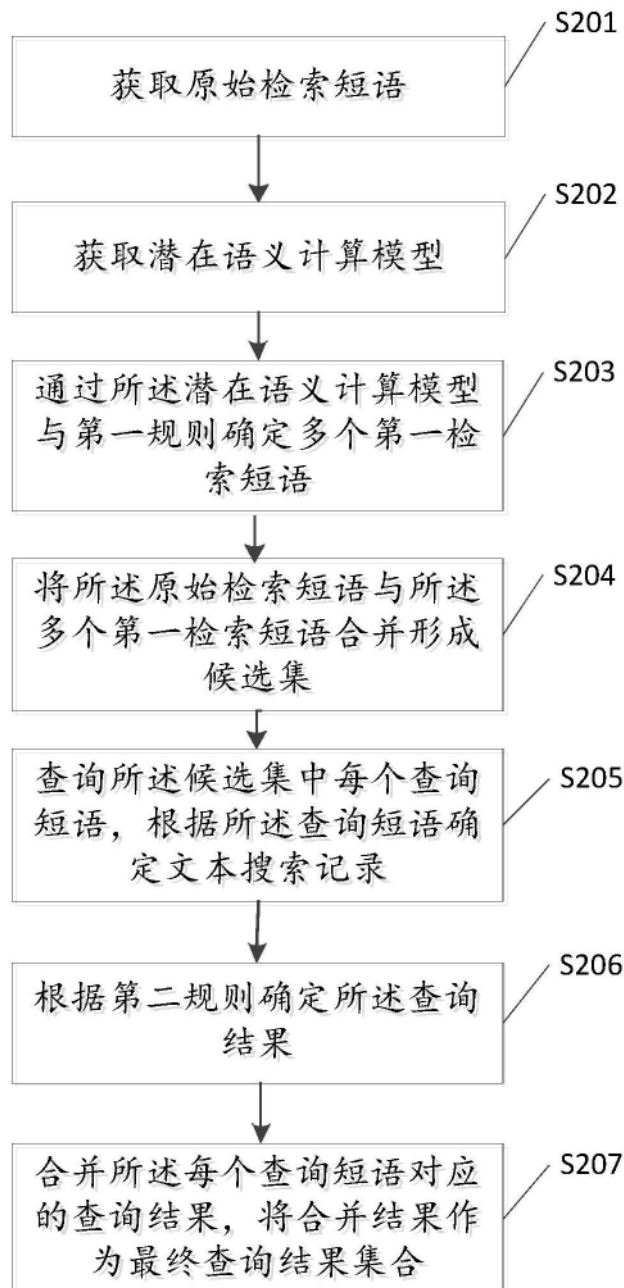 S201
获取原始检索短语
S202
获取潜在语义计算模型
S203
通过所述潜在语义计算模型
与第一规则确定多个第一检
索短语
S204
将所述原始检索短语与所述
多个第一检索短语合并形成
候选集
S205
查询所述候选集中每个查询
短语，根据所述查询短语确
定文本搜索记录
S206
根据第二规则确定所述查询
结果
S207
合并所述每个查询短语对应
的查询结果，将合并结果作
为最终查询结果集合